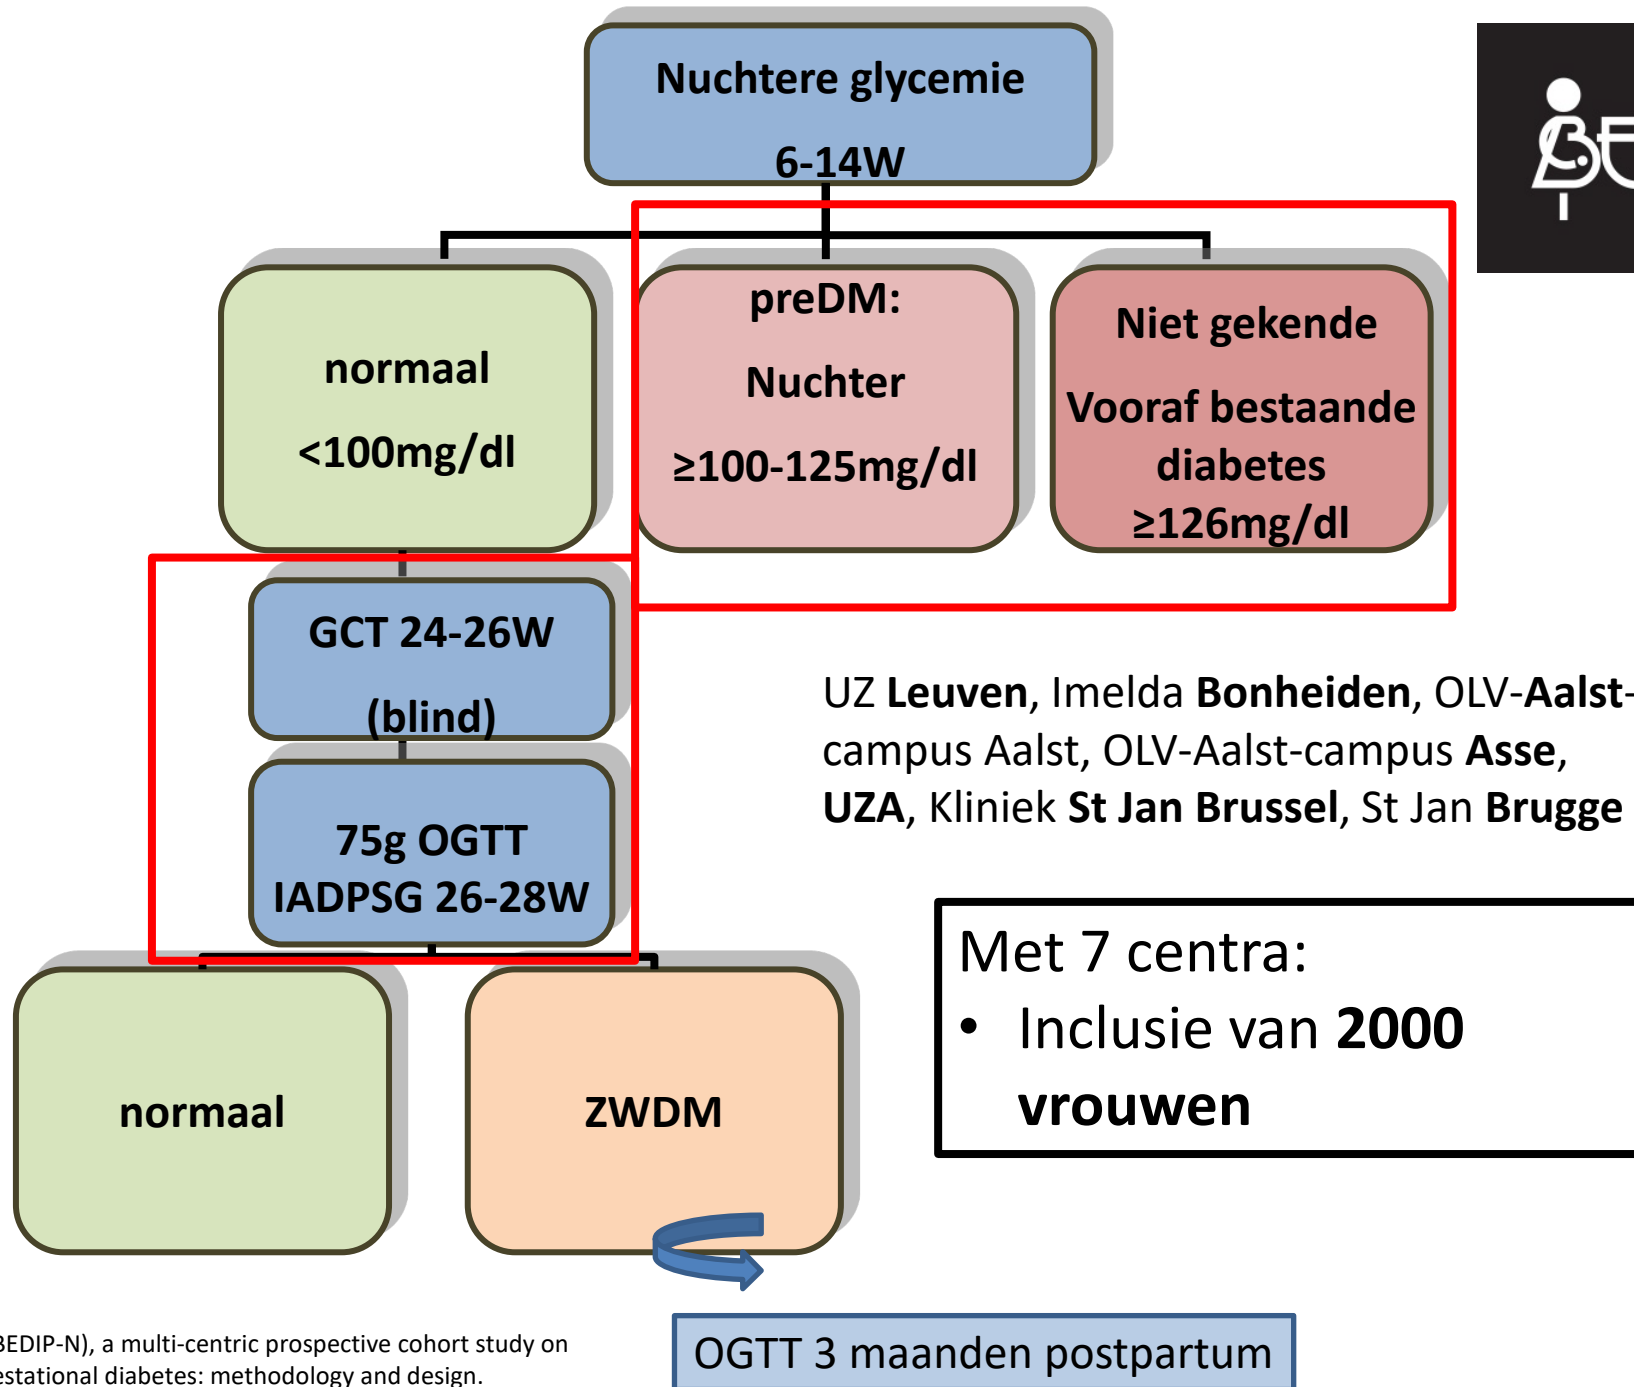 Nuchtere glycemie
6-14W
normaal
<100mg/dl
preDM:
Nuchter
≥100-125mg/dl
Niet gekende
Vooraf bestaande
diabetes
≥126mg/dl
GCT 24-26W
(blind)
75g OGTT
IADPSG 26-28W
UZ Leuven, Imelda Bonheiden, OLV-Aalst-
campus Aalst, OLV-Aalst-campus Asse,
UZA, Kliniek St Jan Brussel, St Jan Brugge
Met 7 centra:
• Inclusie van 2000
vrouwen
normaal
ZWDM
OGTT 3 maanden postpartum
BEDIP-N), a multi-centric prospective cohort study on
estational diabetes: methodology and design.